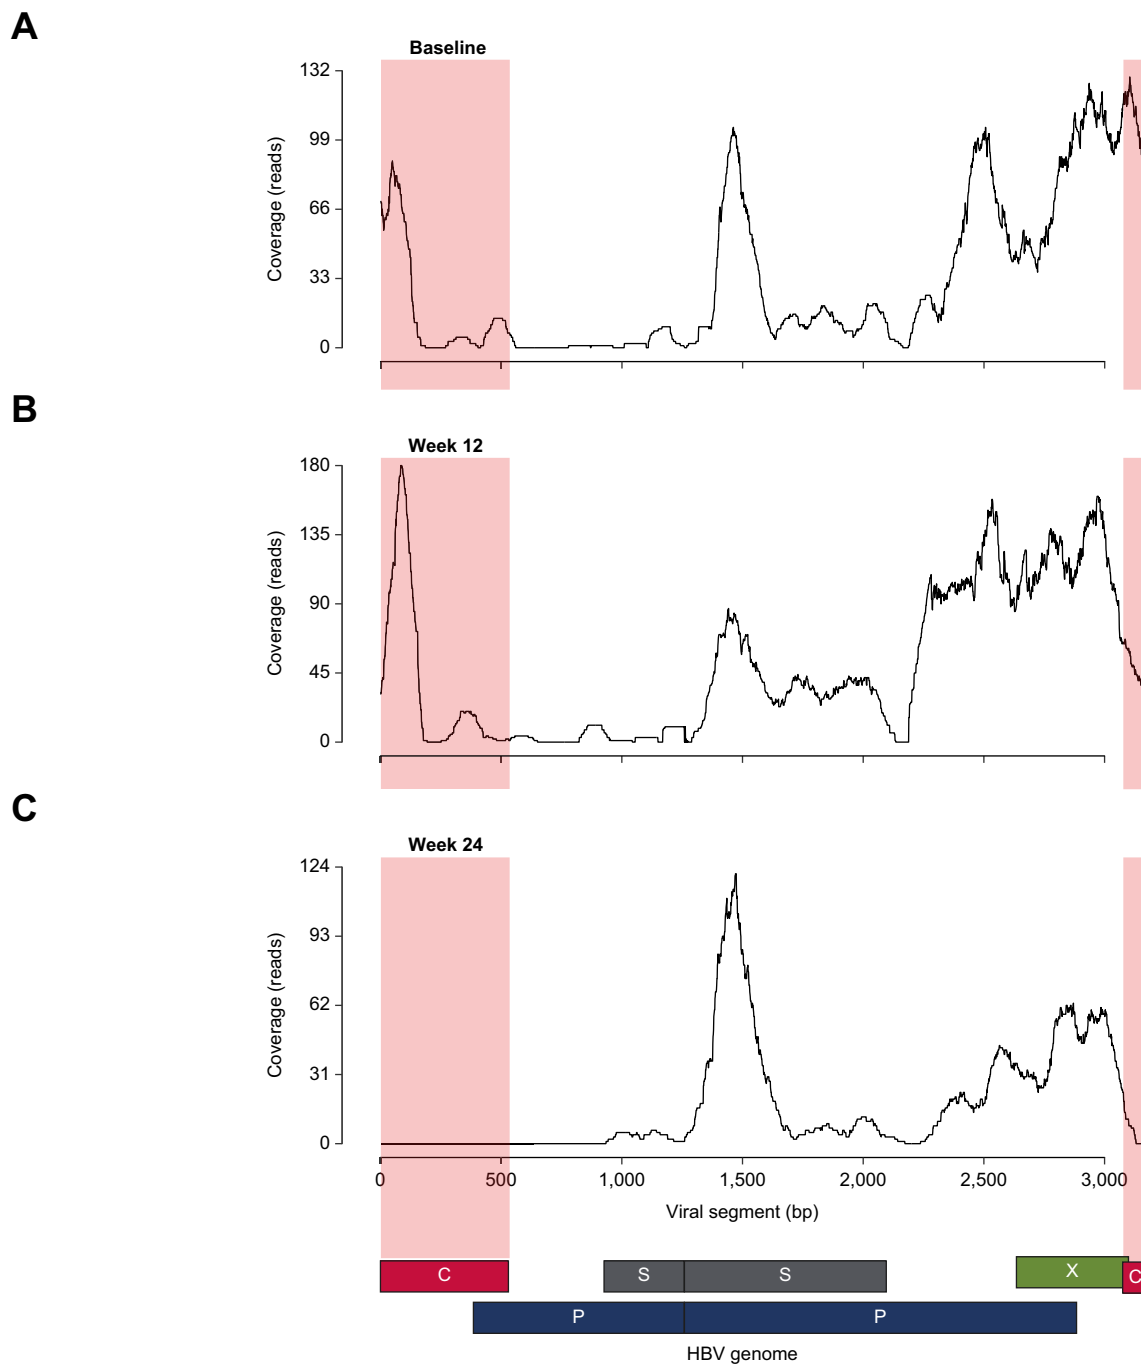 A
Baseline
132
99
66
33
0
Coverage (reads)
B
Week 12
180
135
90
45
0
Coverage (reads)
C
Week 24
124
93
62
31
0
Coverage (reads)
0 500 1,000 1,500 2,000 2,500 3,000
Viral segment (bp)
C S S X C
P P
HBV genome